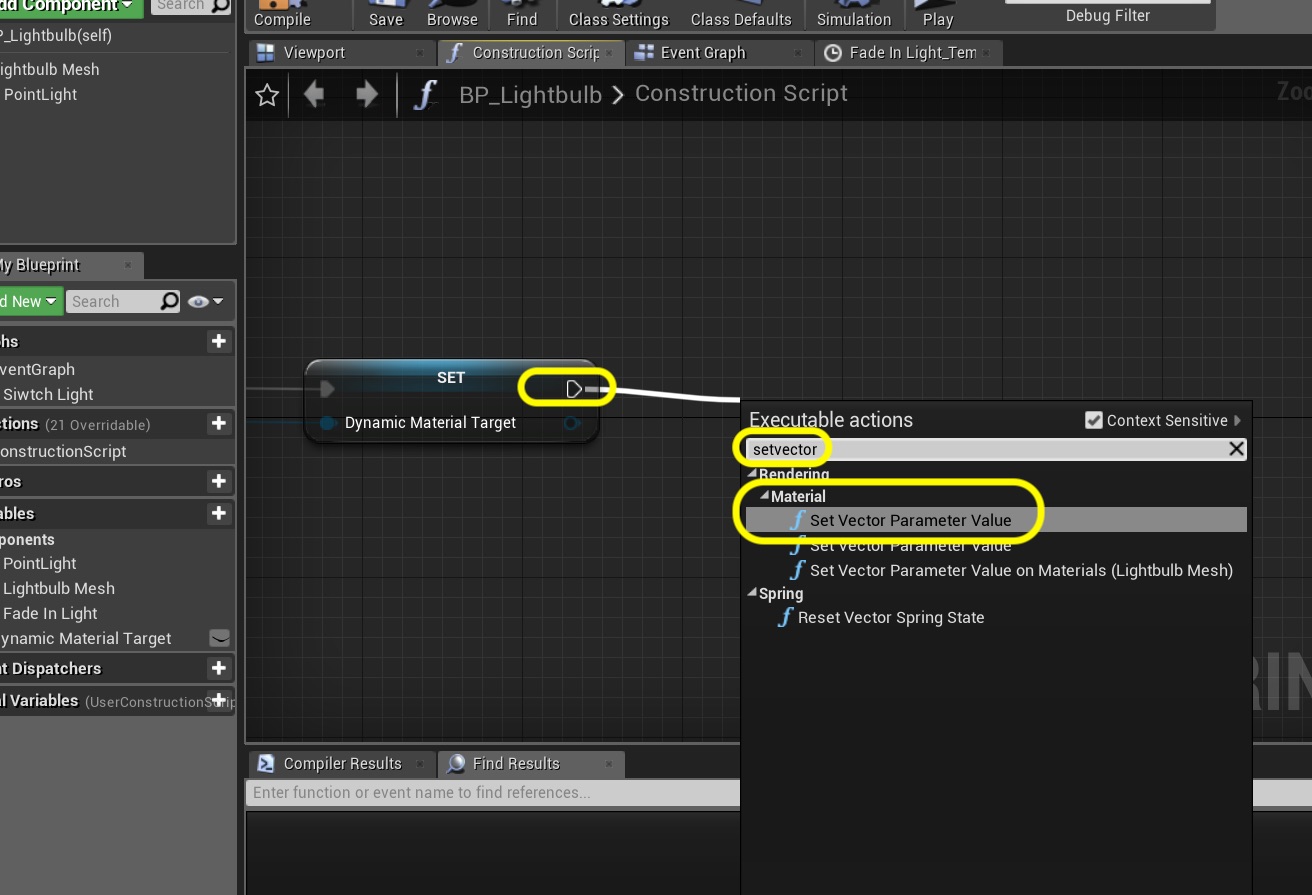 dd Component
Search
Compile
Save
Browse
Find
Class Settings
Class Defaults
Simulation
Play
Debug Filter
P_Lightbulb(self)
ightbulb Mesh
PointLight
Viewport
Construction Scrip
Event Graph
Fade In Light_Tem
BP_Lightbulb > Construction Script
Zoo
My Blueprint
d New
Search
hs
ventGraph
Siwtch Light
ctions (21 Overridable)
onstructionScript
ros
ables
ponents
PointLight
Lightbulb Mesh
Fade In Light
ynamic Material Target
nt Dispatchers
l Variables (UserConstructionScrip
SET
Dynamic Material Target
Executable actions
Context Sensitive
setvector
Rendering
Material
Set Vector Parameter Value
Set Vector Parameter Value
Set Vector Parameter Value on Materials (Lightbulb Mesh)
Spring
Reset Vector Spring State
RIN
Compiler Results
Find Results
Enter function or event name to find references...